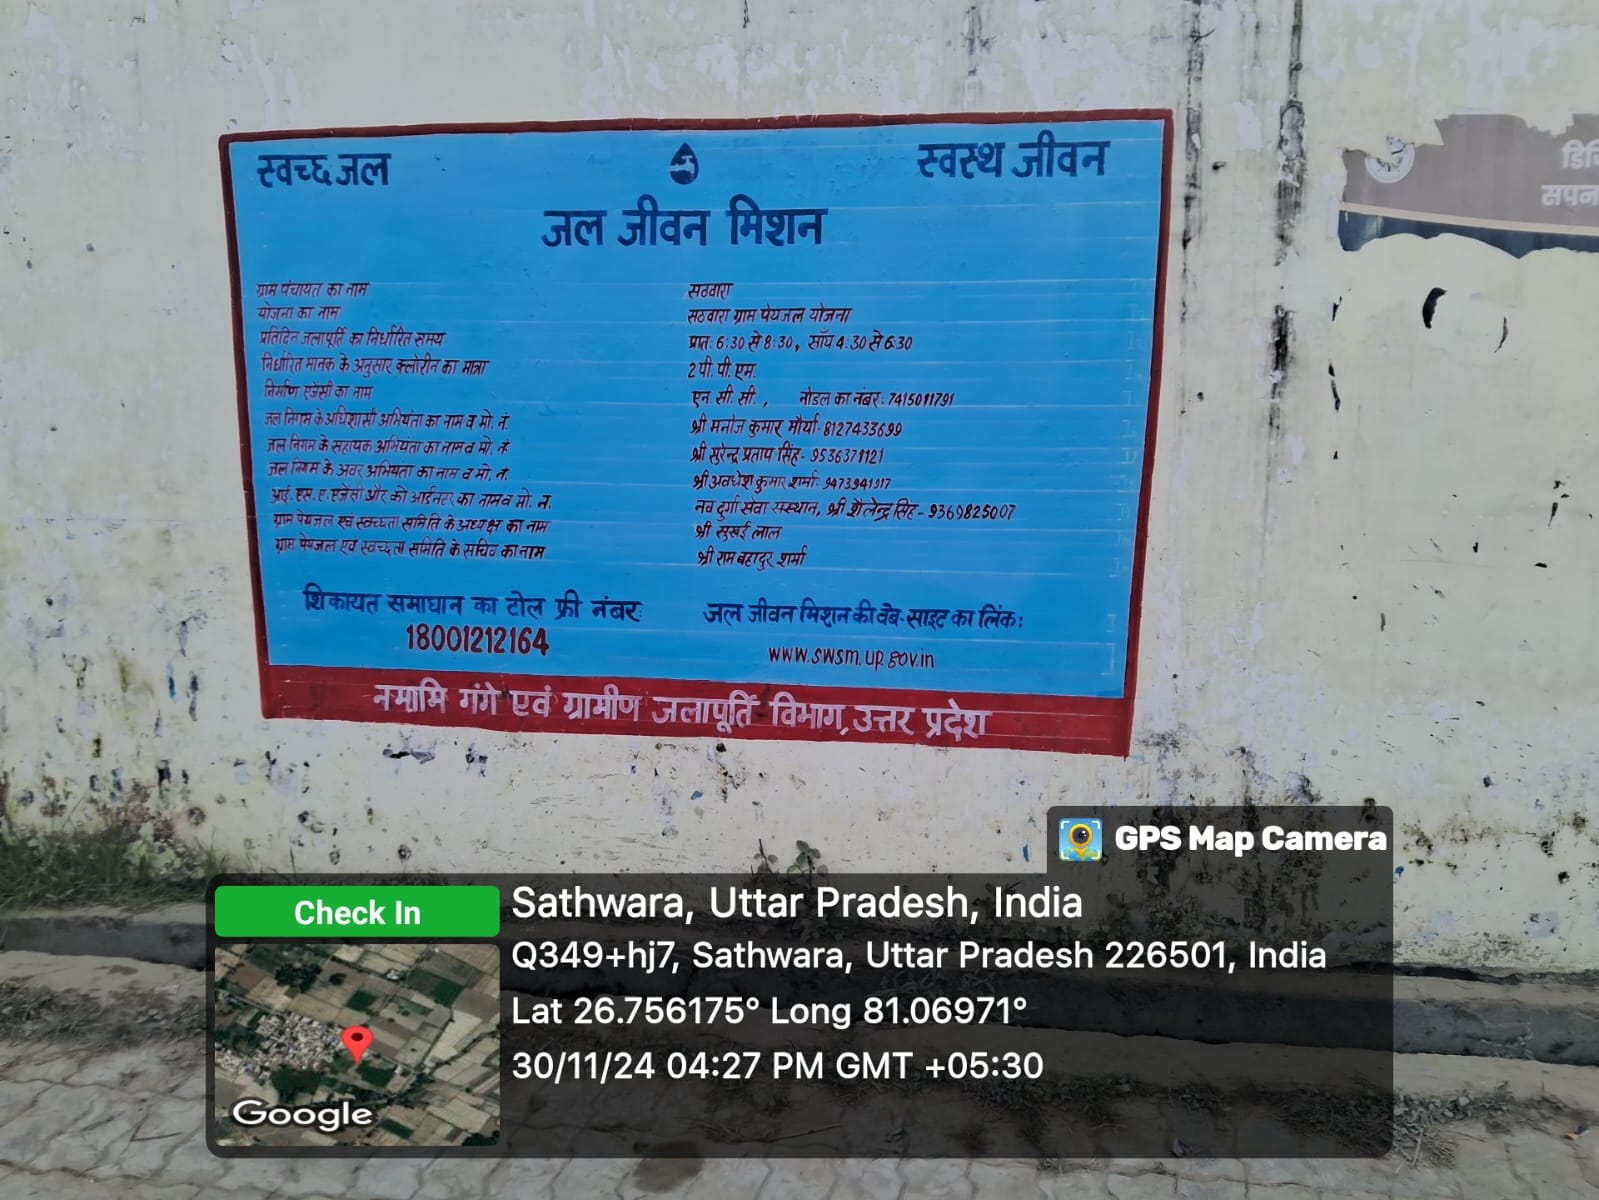 स्वच्छ जल
स्वस्थ जीवन
जल जीवन मिशन
ग्राम पंचायत का नाम सठवारा
योजना का नाम सठवारा ग्राम पेयजल योजना
प्रतिदिन जलापूर्ति का निर्धारित समय प्रातः 6:30 से 8:30, सॉय 4:30 से 6:30
निर्धारित मानक के अनुसार क्लोरीन का मात्रा 2 पी. पी. एम.
निर्माण एजेंसी का नाम एन. सी. सी., नोडल का नंबर: 7415011791
जल निगम के अधिशासी अभियंता का नाम व मो. नं. श्री मनोज कुमार मौर्या- 8127433699
जल निगम के सहायक अभियंता का नाम व मो. नं. श्री सुरेन्द्र प्रताप सिंह- 9536371121
जल निगम के अवर अभियंता का नाम व मो. नं. श्री अवधेश कुमार शर्मा- 9473941917
आई. एस. ए. एजेंसी और को आर्डिनेटर का नाम व मो. न. नव दुर्गा सेवा संस्थान, श्री शैलेन्द्र सिंह- 9369825007
ग्राम पेयजल एवं स्वच्छता समिति के अध्यक्ष का नाम श्री सुखई लाल
ग्राम पेयजल एवं स्वच्छता समिति के सचिव का नाम श्री राम बहादुर शर्मा
शिकायत समाधान का टोल फ्री नंबर: जल जीवन मिशन की वेब-साइट का लिंक:
18001212164 www.swsm.up.gov.in
नमामि गंगे एवं ग्रामीण जलापूर्ति विभाग, उत्तर प्रदेश
GPS Map Camera
Check In
Sathwara, Uttar Pradesh, India
Q349+hj7, Sathwara, Uttar Pradesh 226501, India
Lat 26.756175° Long 81.06971°
30/11/24 04:27 PM GMT +05:30
Google